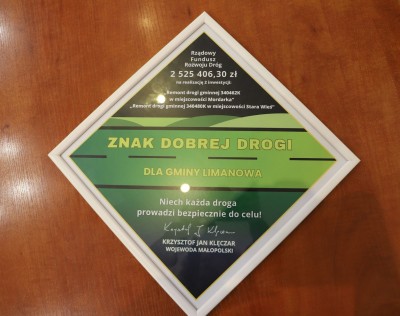 Rządowy
Fundusz
Rozwoju Dróg
2 525 406,30 zł
na realizację 2 inwestycji:
„Remont drogi gminnej 340462K
w miejscowości Mordarka"
„Remont drogi gminnej 340480K w miejscowości Stara Wieś"
ZNAK DOBREJ DROGI
DLA GMINY LIMANOWA
Niech każda droga
prowadzi bezpiecznie do celu!
KRZYSZTOF JAN KLĘCZAR
WOJEWODA MAŁOPOLSKI